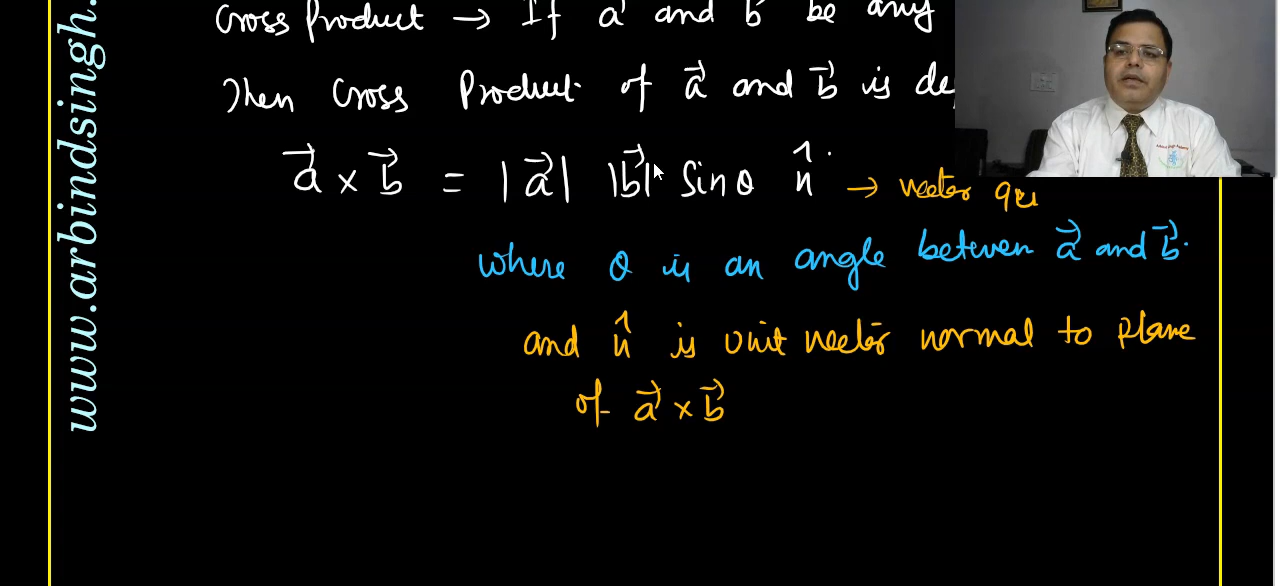 Cross Product → If a⃗ and b⃗ be any
Then Cross Product of a⃗ and b⃗ is
a⃗ × b⃗ = |a⃗| |b⃗| Sin θ n̂ → vector
where θ is an angle between a⃗ and b⃗.
and n̂ is unit vector normal to plane
of a⃗ × b⃗
www.arbindsingh.